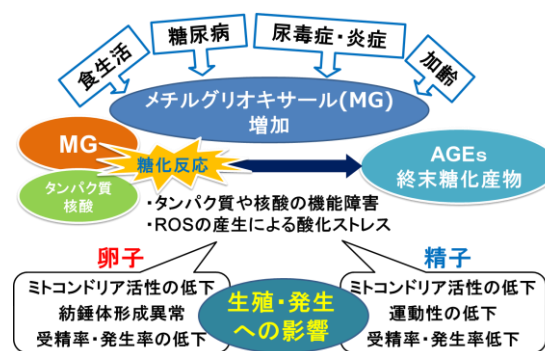 食生活
糖尿病
尿毒症・炎症
加齢
メチルグリオキサール(MG)
増加
MG
糖化反応
タンパク質
核酸
AGEs
終末糖化産物
・タンパク質や核酸の機能障害
・ROSの産生による酸化ストレス
卵子
ミトコンドリア活性の低下
紡錘体形成異常
受精率・発生率の低下
生殖・発生
への影響
精子
ミトコンドリア活性の低下
運動性の低下
受精率・発生率低下